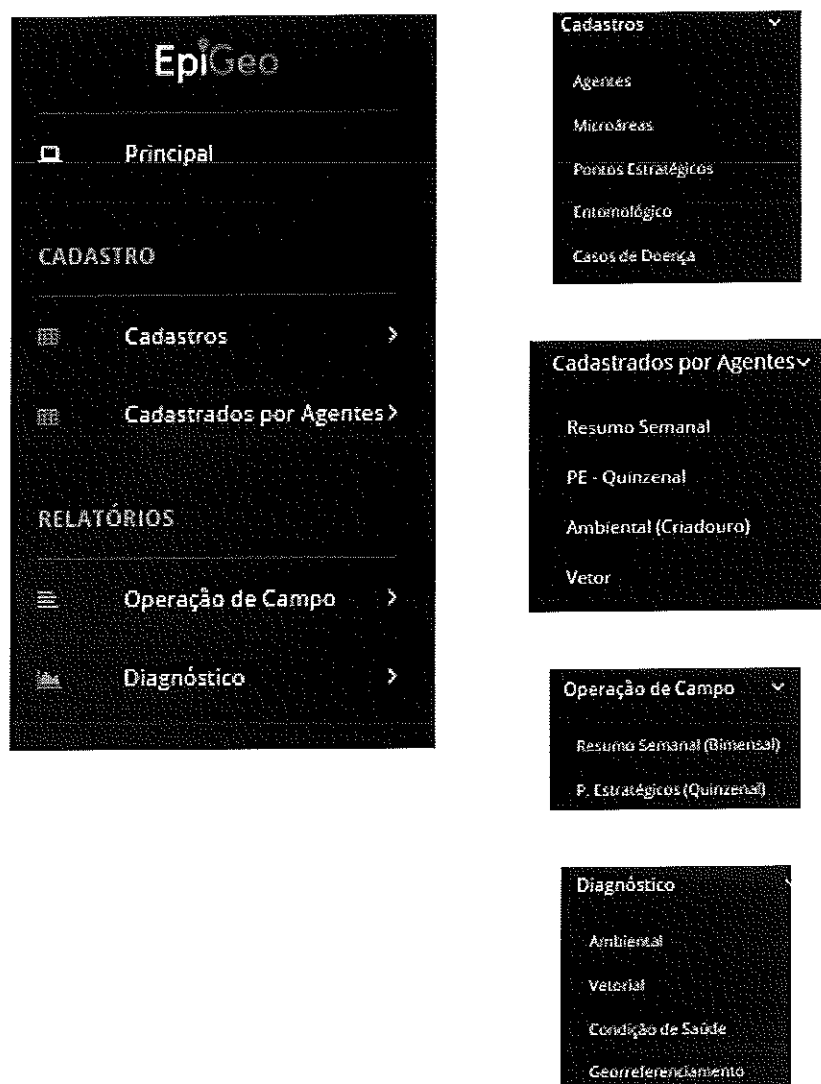 EpiGeo
Principal
CADASTRO
Cadastros
Cadastrados por Agentes
RELATÓRIOS
Operação de Campo
Diagnóstico
Cadastros
Agentes
Microáreas
Pontos Estratégicos
Entomológico
Casos de Doença
Cadastrados por Agentes
Resumo Semanal
PE - Quinzenal
Ambiental (Criadouro)
Vetor
Operação de Campo
Resumo Semanal (Bimensal)
P. Estratégicos (Quinzenal)
Diagnóstico
Ambiental
Vetorial
Condição de Saúde
Georreferenciamento